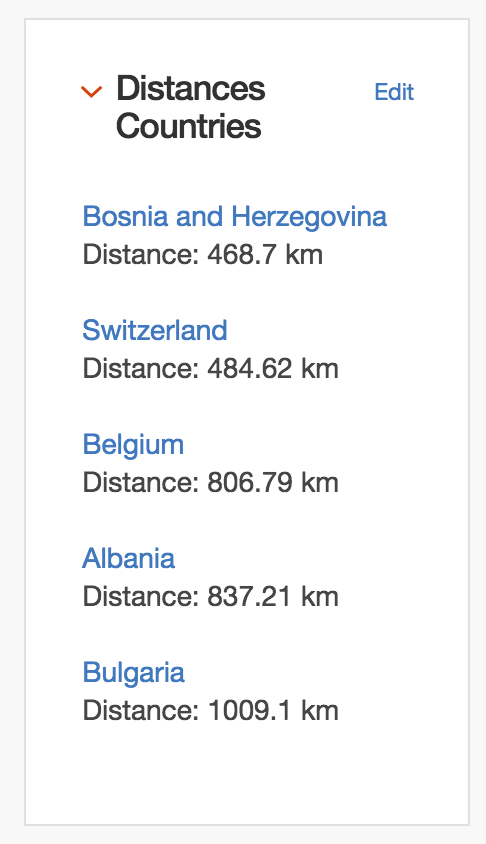 Distances
Countries
Edit
Bosnia and Herzegovina
Distance: 468.7 km
Switzerland
Distance: 484.62 km
Belgium
Distance: 806.79 km
Albania
Distance: 837.21 km
Bulgaria
Distance: 1009.1 km